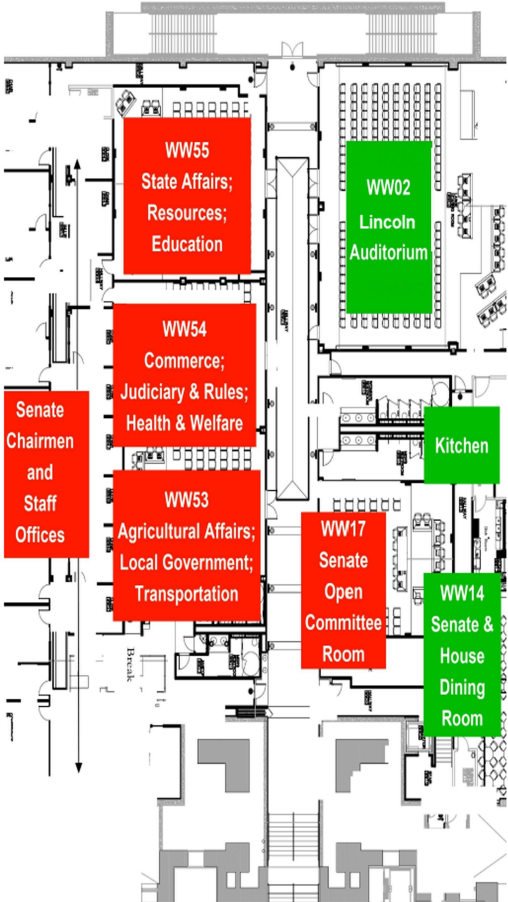 WW55
State Affairs;
Resources;
Education
WW02
Lincoln
Auditorium
WW54
Commerce;
Judiciary & Rules;
Health & Welfare
Senate
Chairmen
and
Staff
Offices
Kitchen
WW53
Agricultural Affairs;
Local Government;
Transportation
WW17
Senate
Open
Committee
Room
WW14
Senate &
House
Dining
Room
Break